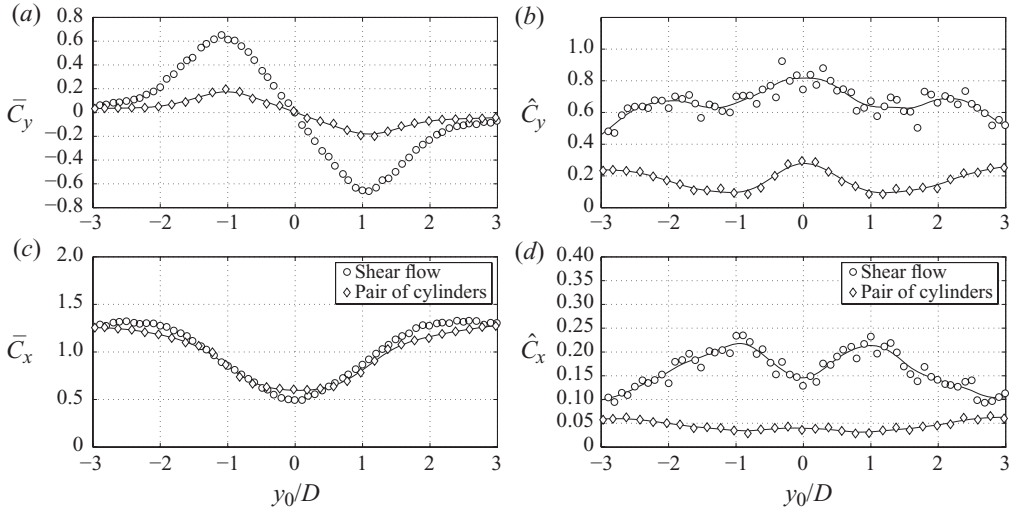 (a)
0.8
0.6
0.4
0.2
0
−0.2
−0.4
−0.6
−0.8
C̄y
−3 −2 −1 0 1 2 3
(b)
1.0
0.8
0.6
0.4
0.2
0
Ĉy
−3 −2 −1 0 1 2 3
(c)
2.0
1.5
1.0
0.5
0
C̄x
Shear flow
Pair of cylinders
−3 −2 −1 0 1 2 3
y0/D
(d)
0.40
0.35
0.30
0.25
0.20
0.15
0.10
0.05
0
Ĉx
Shear flow
Pair of cylinders
−3 −2 −1 0 1 2 3
y0/D